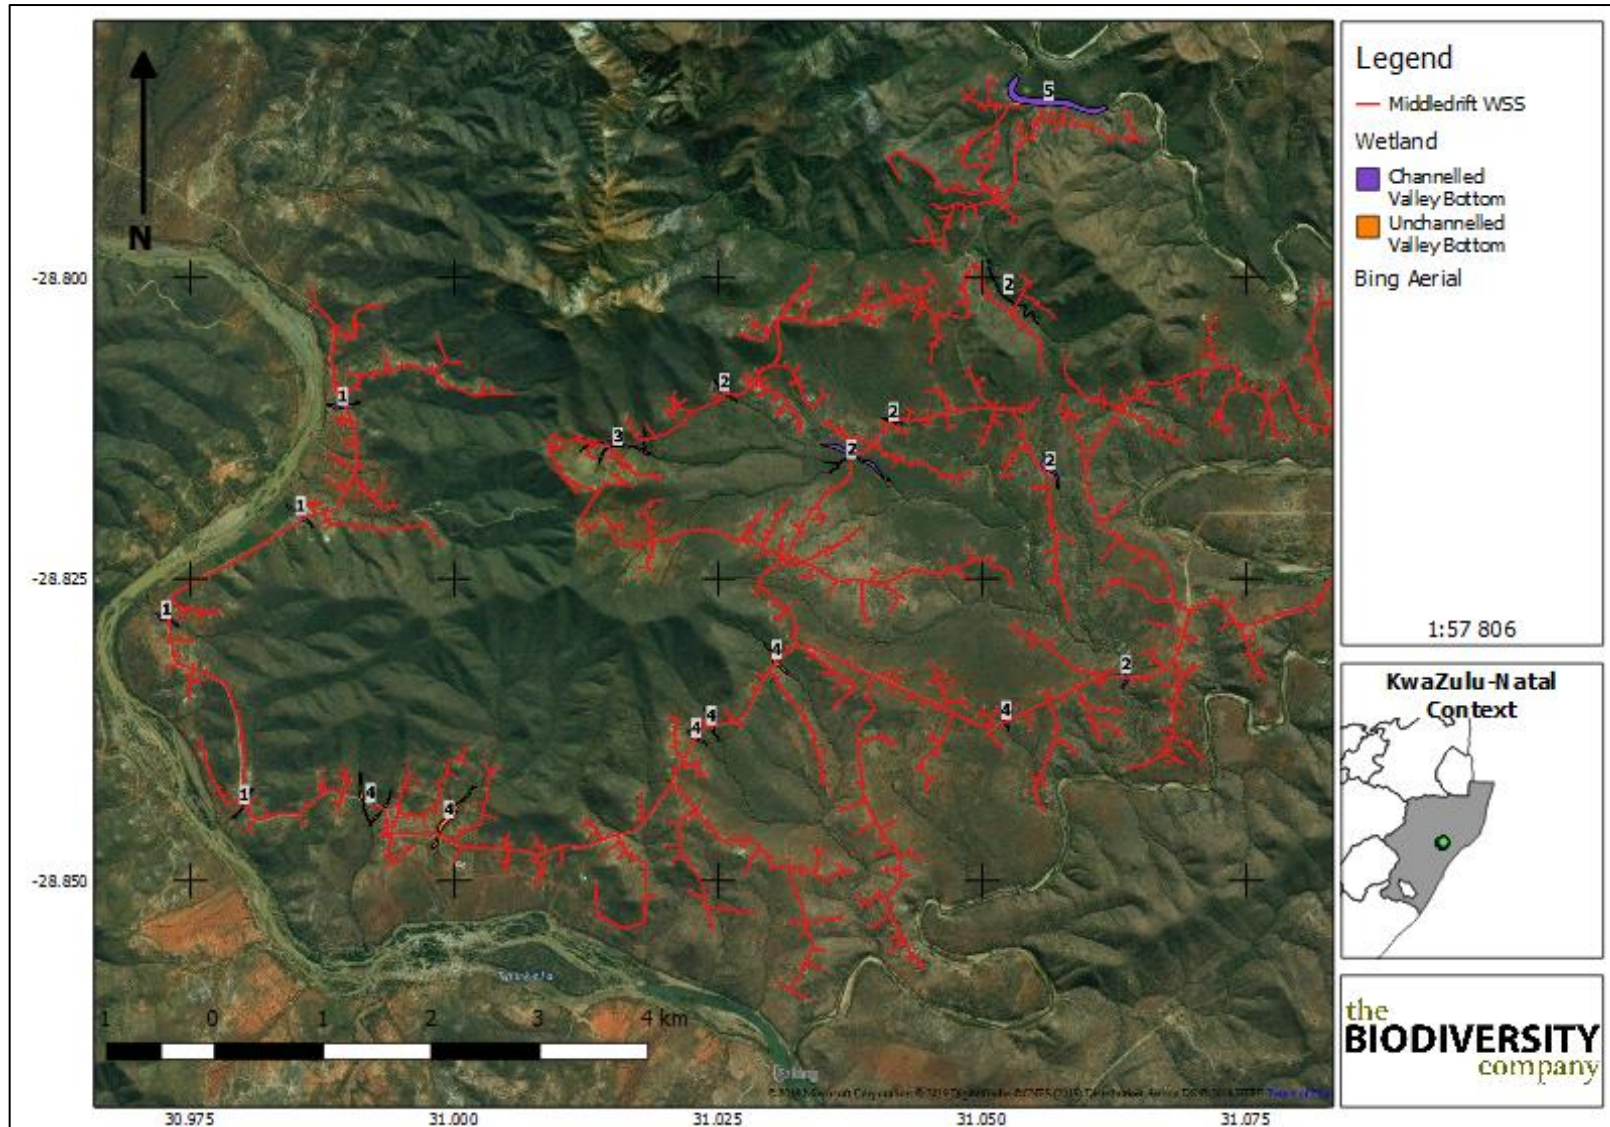 N
5
2
1
2
2
3
2
2
1
1
4
2
4
4
4
1
4
4
-28.800
-28.825
-28.850
30.975
31.000
31.025
31.050
31.075
1 0 1 2 3 4 km
Legend
Middledrift WSS
Wetland
Channelled
Valley Bottom
Unchannelled
Valley Bottom
Bing Aerial
1:57 806
KwaZulu-Natal
Context
the
BIODIVERSITY
company